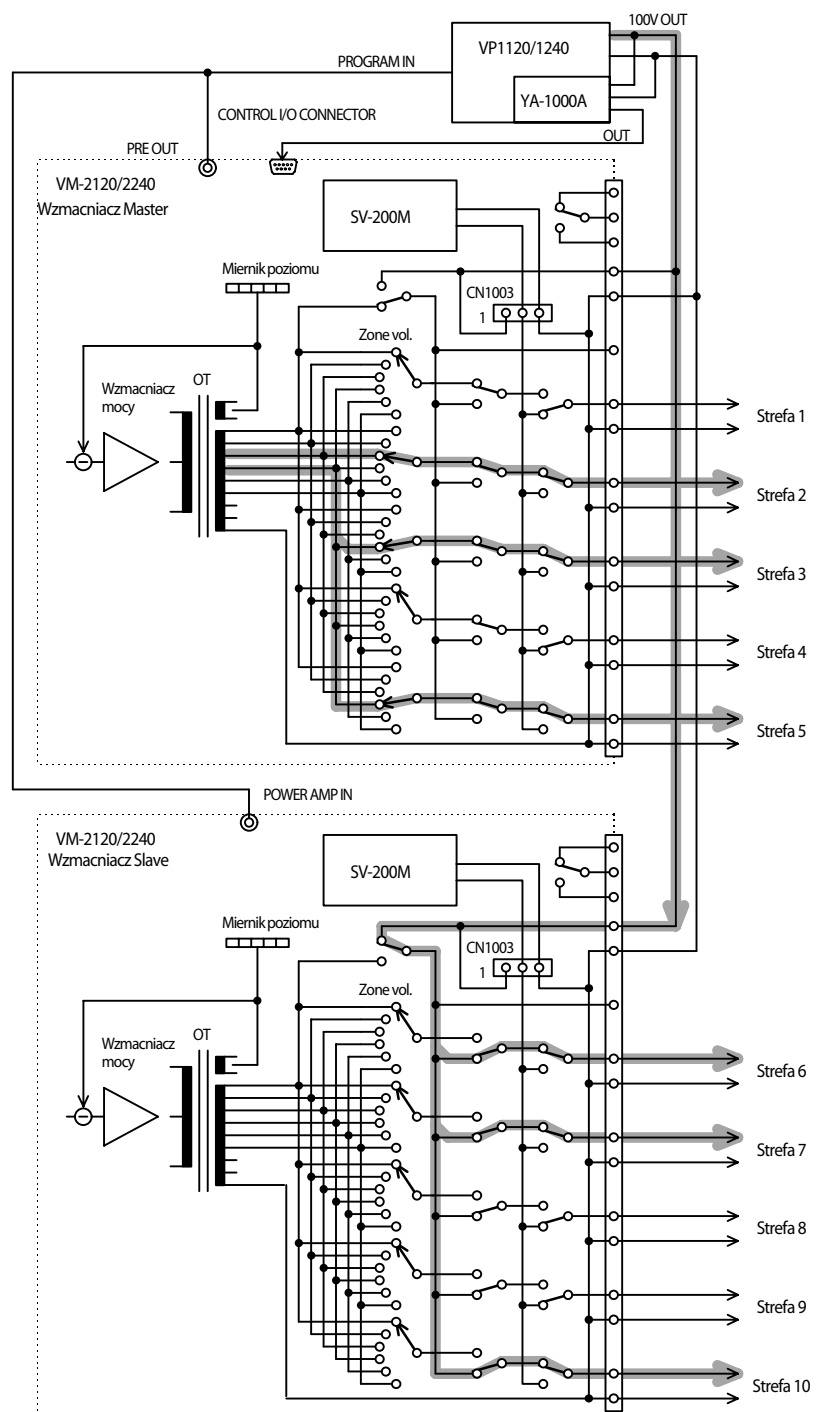 100V OUT
VP1120/1240
PROGRAM IN
YA-1000A
CONTROL I/O CONNECTOR
OUT
PRE OUT
VM-2120/2240
Wzmacniacz Master
SV-200M
Miernik poziomu
CN1003
1
Zone vol.
Wzmacniacz
mocy
OT
Strefa 1
Strefa 2
Strefa 3
Strefa 4
Strefa 5
POWER AMP IN
VM-2120/2240
Wzmacniacz Slave
SV-200M
Miernik poziomu
CN1003
1
Zone vol.
Wzmacniacz
mocy
OT
Strefa 6
Strefa 7
Strefa 8
Strefa 9
Strefa 10